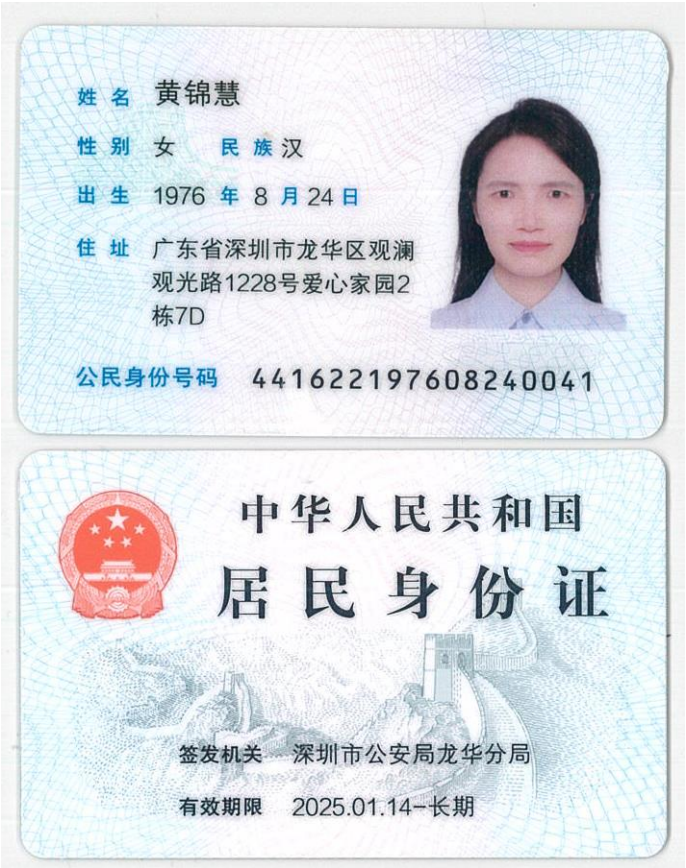 姓名 黄锦慧
性别 女 民族 汉
出生 1976 年 8 月 24 日
住址 广东省深圳市龙华区观澜
观光路1228号爱心家园2
栋7D
公民身份号码 441622197608240041
中华人民共和国
居民身份证
签发机关 深圳市公安局龙华分局
有效期限 2025.01.14-长期